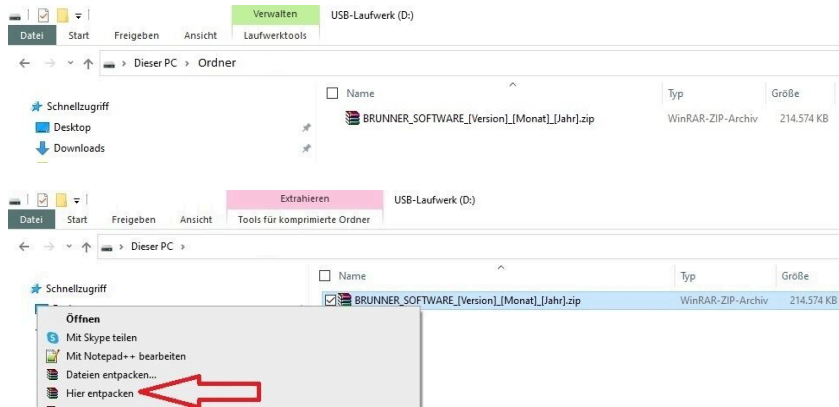 Verwalten USB-Laufwerk (D:)
Datei Start Freigeben Ansicht Laufwerktools
Dieser PC > Ordner
Name Typ Größe
Schnellzugriff
BRUNNER_SOFTWARE_[Version]_[Monat]_[Jahr].zip WinRAR-ZIP-Archiv 214.574 KB
Desktop
Downloads
Extrahieren USB-Laufwerk (D:)
Datei Start Freigeben Ansicht Tools für komprimierte Ordner
Dieser PC >
Name Typ Größe
Schnellzugriff
BRUNNER_SOFTWARE_[Version]_[Monat]_[Jahr].zip WinRAR-ZIP-Archiv 214.574 KB
Öffnen
Mit Skype teilen
Mit Notepad++ bearbeiten
Dateien entpacken...
Hier entpacken